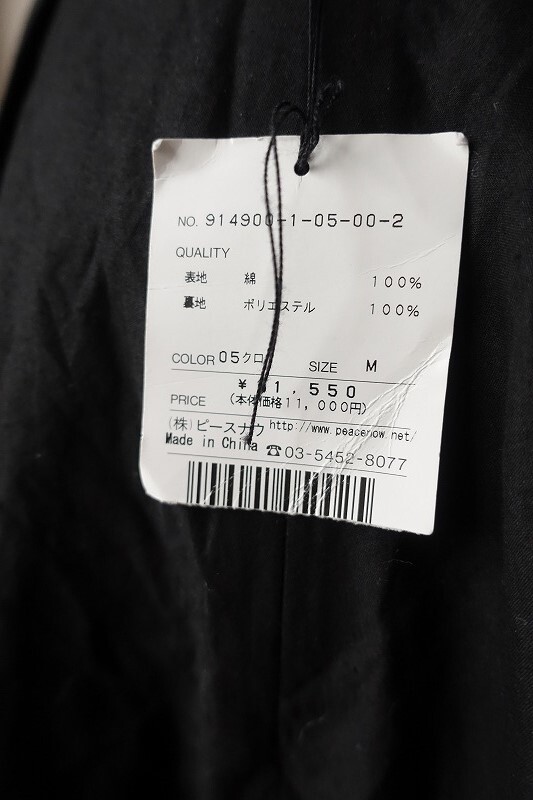 NO. 914900-1-05-00-2
QUALITY
表地 綿 100%
裏地 ポリエステル 100%
COLOR 05クロ SIZE M
¥11,550
PRICE (本体価格11,000円)
(株)ピースナウ http://www.peacenow.net/
Made in China ☎03-5452-8077